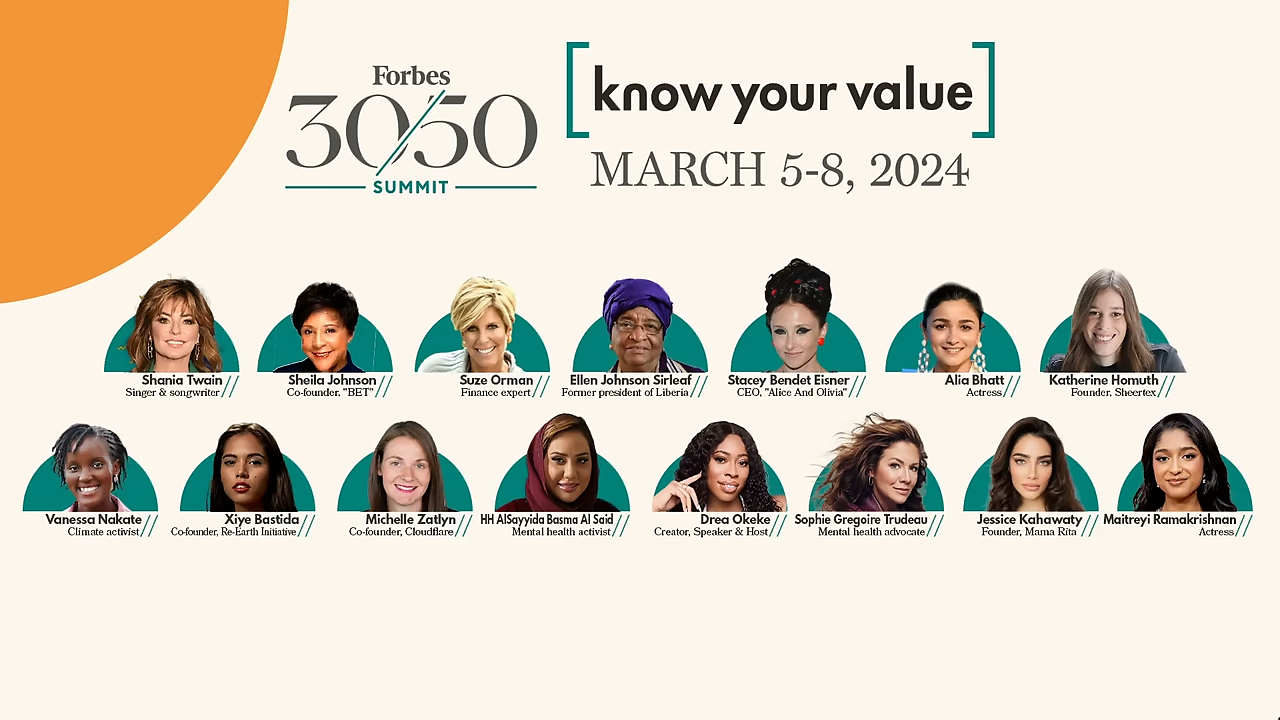 Forbes
30/50
SUMMIT
know your value
MARCH 5-8, 2024
Shania Twain
Singer & songwriter
Sheila Johnson
Co-founder, "BET"
Suze Orman
Finance expert
Ellen Johnson Sirleaf
Former president of Liberia
Stacey Bendet Eisner
CEO, "Alice And Olivia"
Alia Bhatt
Actress
Katherine Homuth
Founder, Sheertex
Vanessa Nakate
Climate activist
Xiye Bastida
Co-founder, Re-Earth Initiative
Michelle Zatlyn
Co-founder, Cloudflare
HH AlSayyida Basma Al Said
Mental health activist
Drea Okeke
Creator, Speaker & Host
Sophie Gregoire Trudeau
Mental health advocate
Jessice Kahawaty
Founder, Mama Rita
Maitreyi Ramakrishnan
Actress